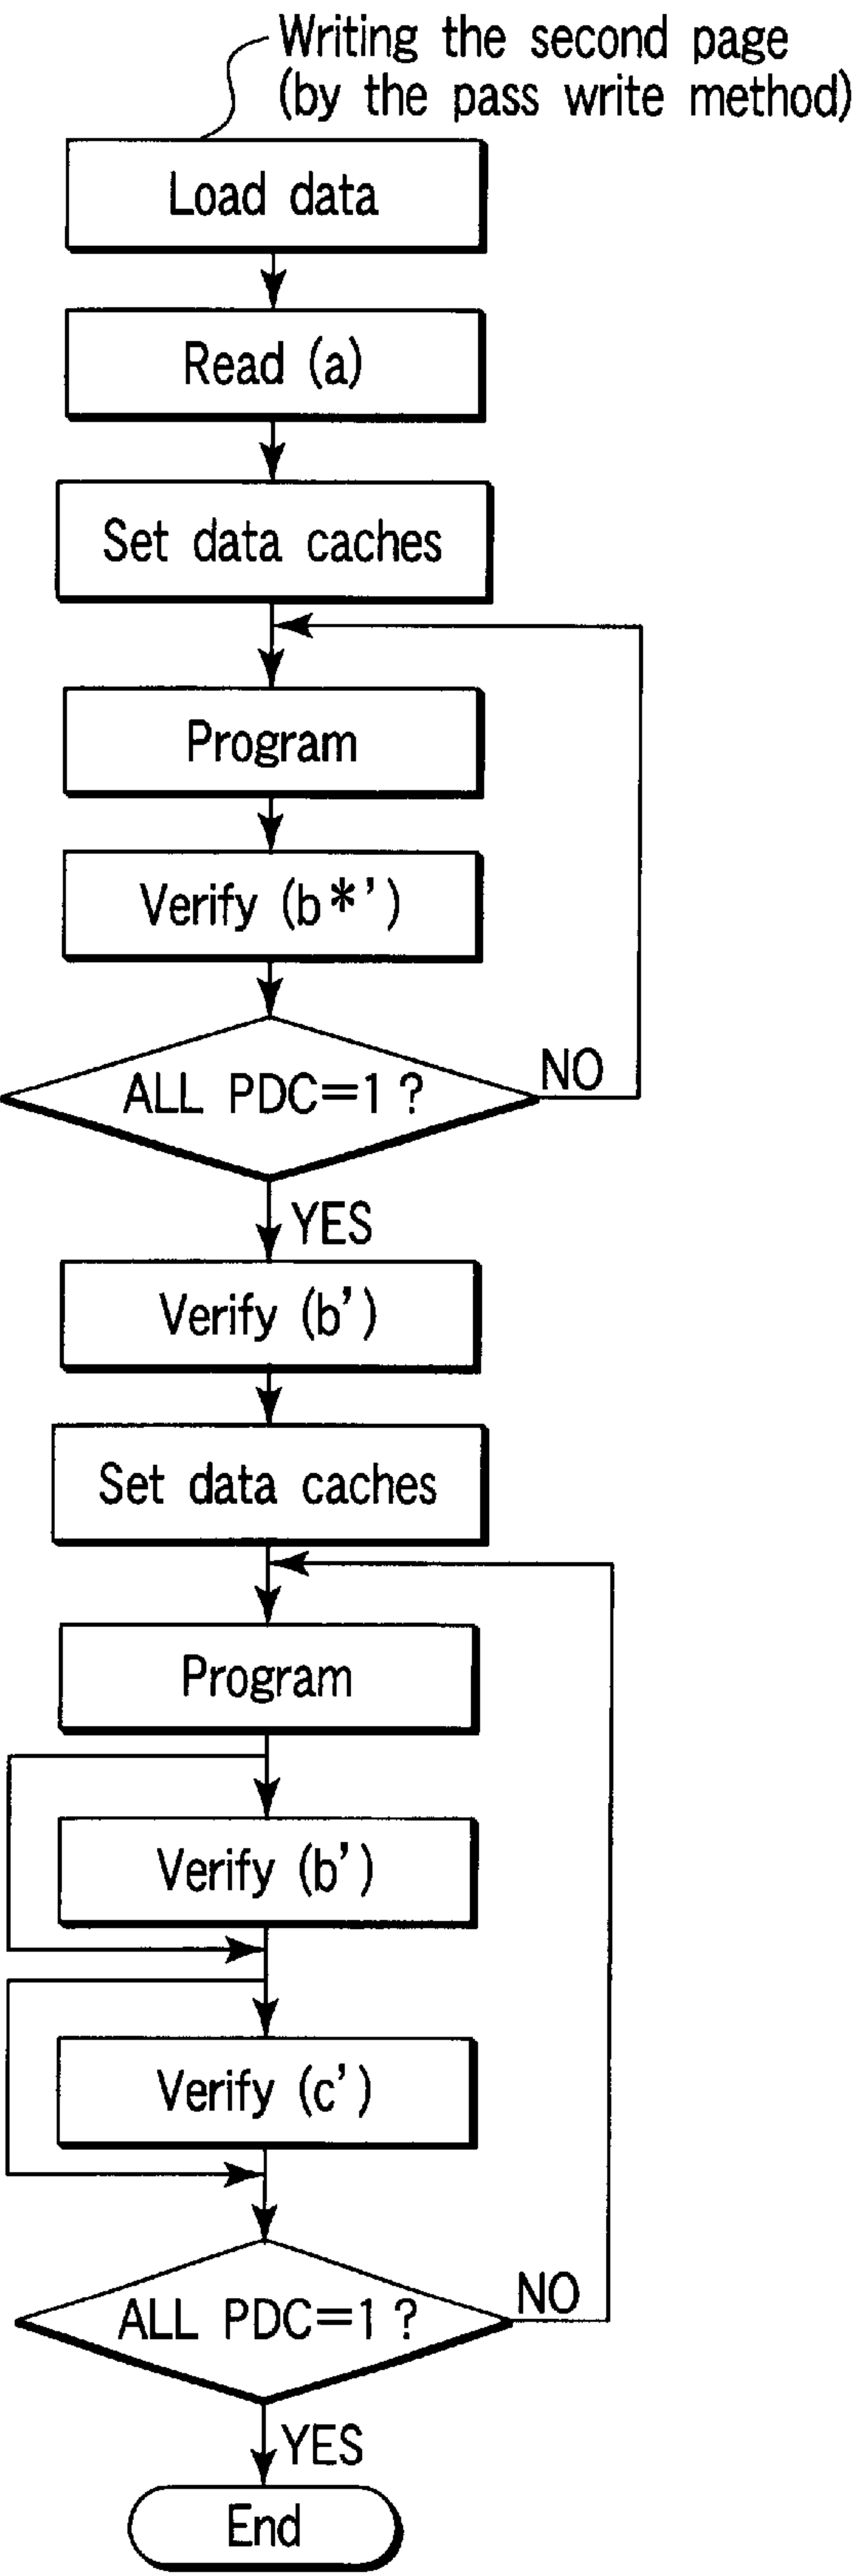 Writing the second page
(by the pass write method)
Load data
Read (a)
Set data caches
Program
Verify (b*')
ALL PDC=1 ?
NO
YES
Verify (b')
Set data caches
Program
Verify (b')
Verify (c')
ALL PDC=1 ?
NO
YES
End